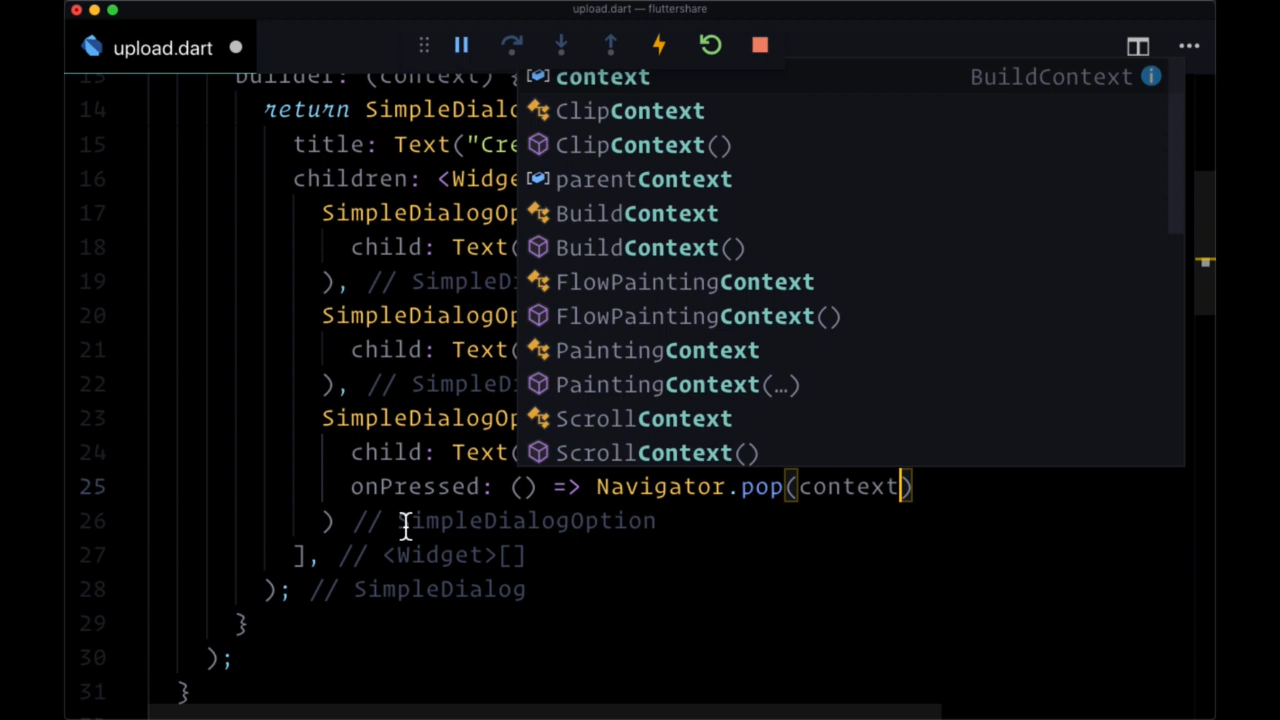 upload.dart — fluttershare
upload.dart
13 builder: (context) {
14 return SimpleDialo
15 title: Text("Cre
16 children: <Widge
17 SimpleDialogOp
18 child: Text(
19 ), // SimpleD
20 SimpleDialogOp
21 child: Text(
22 ), // SimpleD
23 SimpleDialogOp
24 child: Text(
25 onPressed: () => Navigator.pop(context)
26 ) // SimpleDialogOption
27 ], // <Widget>[]
28 ); // SimpleDialog
29 }
30 );
31 }
context BuildContext
ClipContext
ClipContext()
parentContext
BuildContext
BuildContext()
FlowPaintingContext
FlowPaintingContext()
PaintingContext
PaintingContext(…)
ScrollContext
ScrollContext()